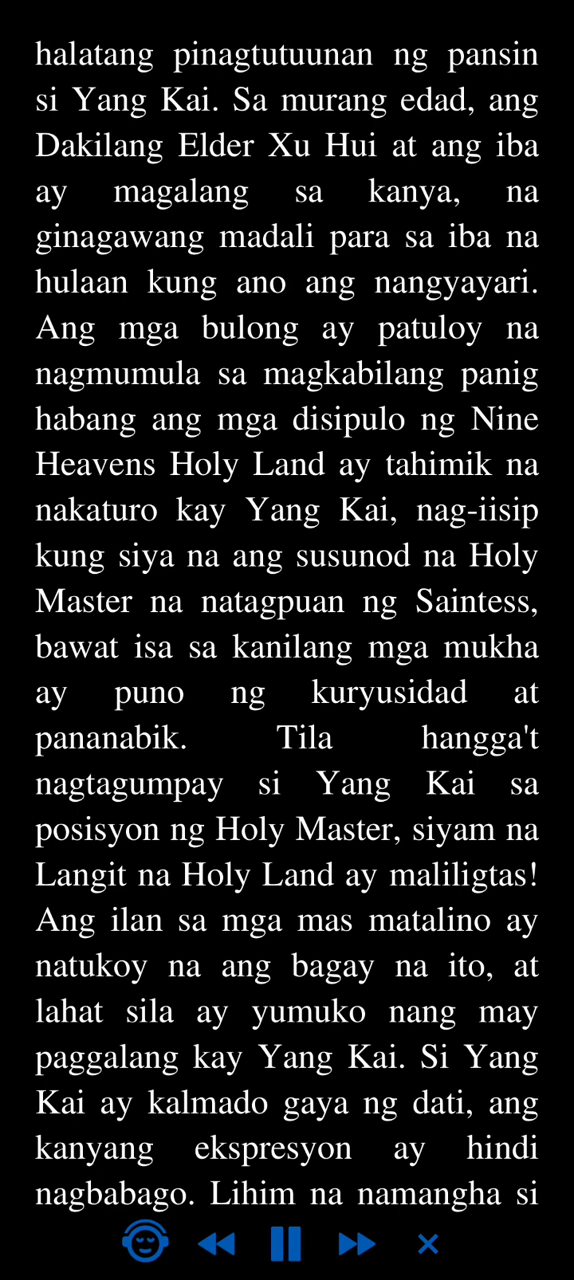 halatang pinagtutuunan ng pansin
si Yang Kai. Sa murang edad, ang
Dakilang Elder Xu Hui at ang iba
ay magalang sa kanya, na
ginagawang madali para sa iba na
hulaan kung ano ang nangyayari.
Ang mga bulong ay patuloy na
nagmumula sa magkabilang panig
habang ang mga disipulo ng Nine
Heavens Holy Land ay tahimik na
nakaturo kay Yang Kai, nag-iisip
kung siya na ang susunod na Holy
Master na natagpuan ng Saintess,
bawat isa sa kanilang mga mukha
ay puno ng kuryusidad at
pananabik. Tila hangga't
nagtagumpay si Yang Kai sa
posisyon ng Holy Master, siyam na
Langit na Holy Land ay maliligtas!
Ang ilan sa mga mas matalino ay
natukoy na ang bagay na ito, at
lahat sila ay yumuko nang may
paggalang kay Yang Kai. Si Yang
Kai ay kalmado gaya ng dati, ang
kanyang ekspresyon ay hindi
nagbabago. Lihim na namangha si